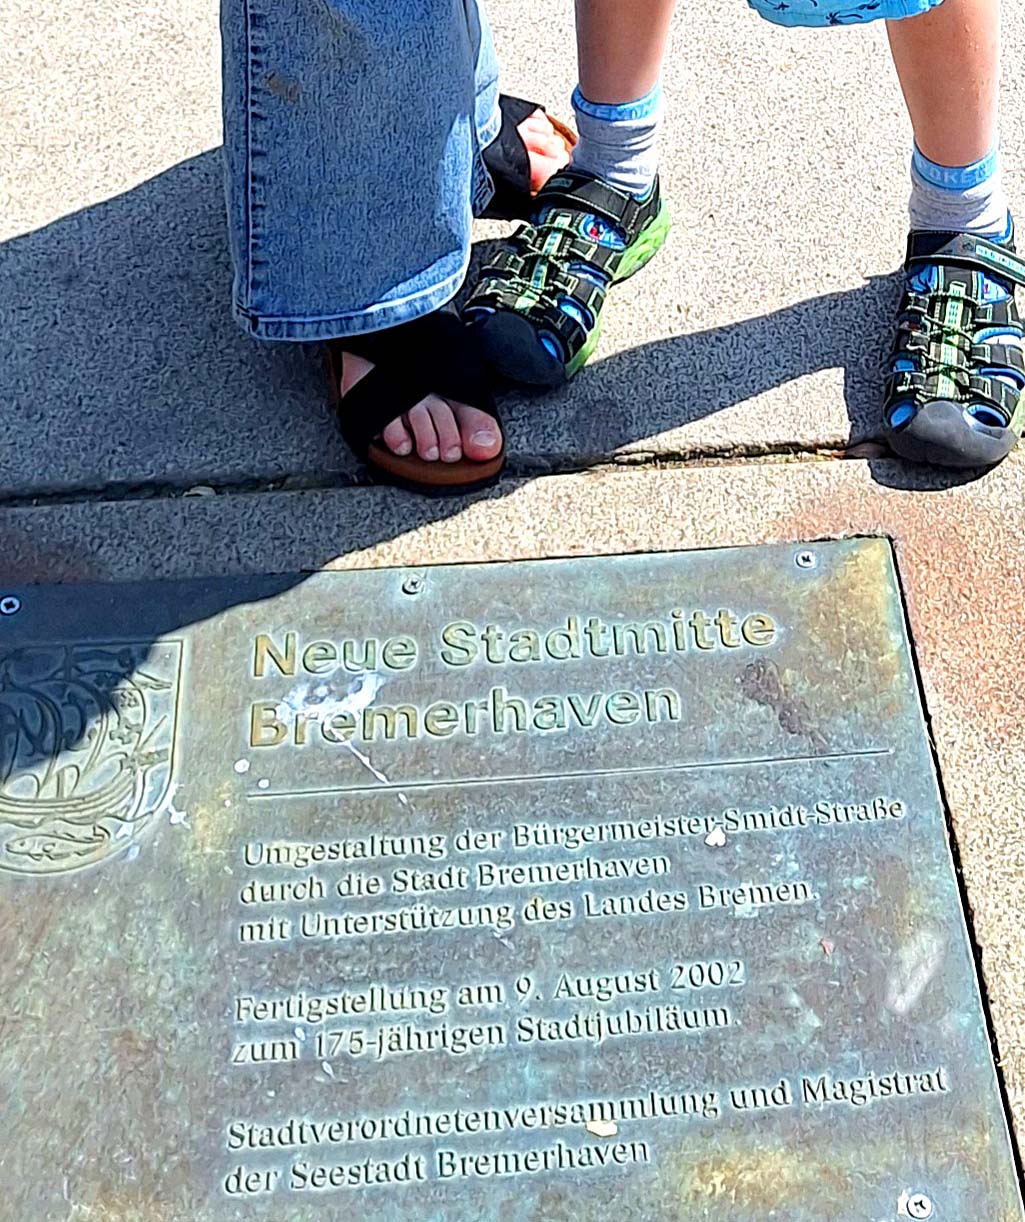 Neue Stadtmitte
Bremerhaven
Umgestaltung der Bürgermeister-Smidt-Straße
durch die Stadt Bremerhaven
mit Unterstützung des Landes Bremen.
Fertigstellung am 9. August 2002
zum 175-jährigen Stadtjubiläum.
Stadtverordnetenversammlung und Magistrat
der Seestadt Bremerhaven